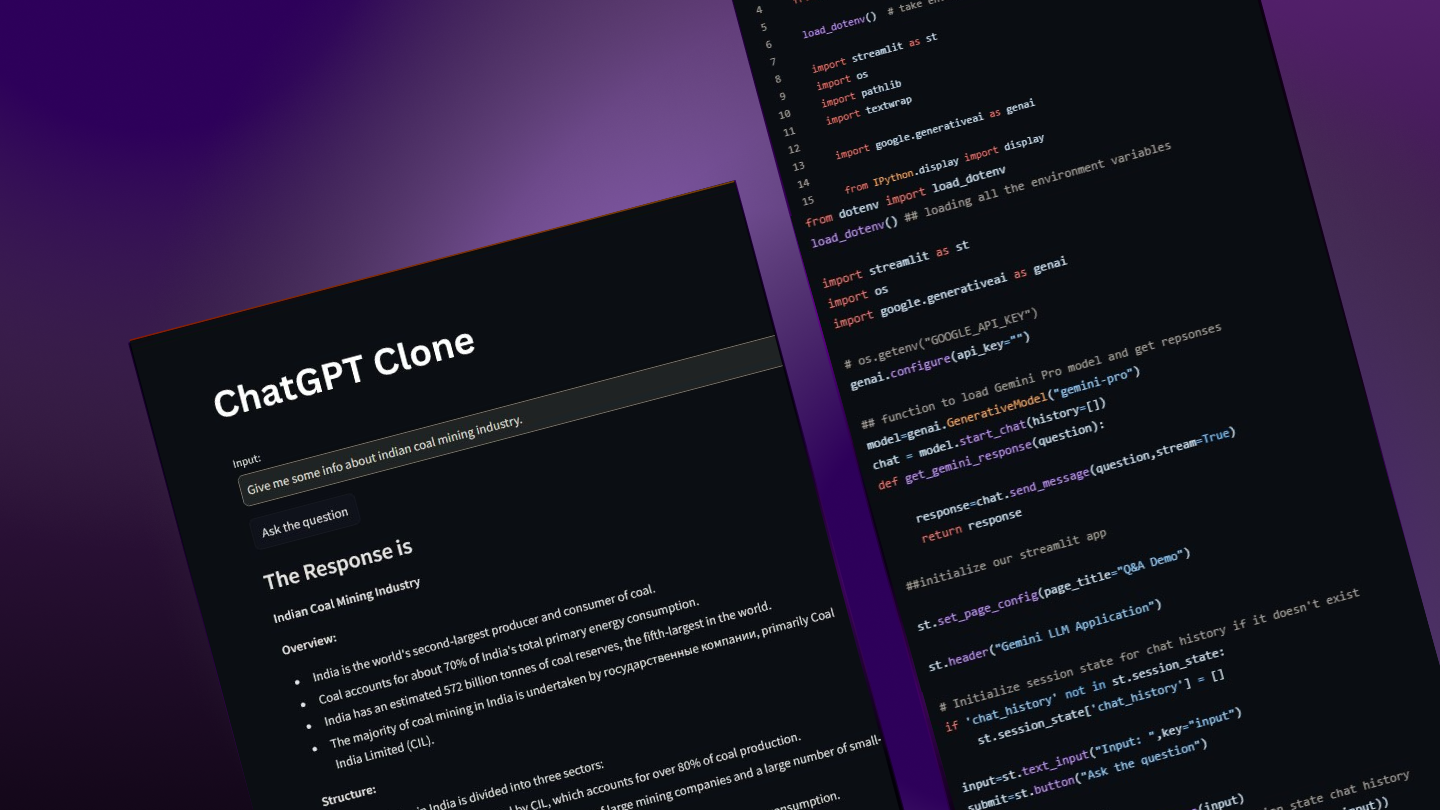 ChatGPT Clone
Input:
Give me some info about indian coal mining industry.
Ask the question
The Response is
Indian Coal Mining Industry
Overview:
• India is the world's second-largest producer and consumer of coal.
• Coal accounts for about 70% of India's total primary energy consumption.
• India has an estimated 572 billion tonnes of coal reserves, the fifth-largest in the world.
• The majority of coal mining in India is undertaken by государственные компании, primarily Coal
India Limited (CIL).
Structure:
in India is divided into three sectors:
by CIL, which accounts for over 80% of coal production.
large mining companies and a large number of small-
4
5
load_dotenv() # take
6
7 import streamlit as st
8 import os
9 import pathlib
10 import textwrap
11
12 import google.generativeai as genai
13
14 from IPython.display import display
15
from dotenv import load_dotenv
load_dotenv() ## loading all the environment variables
import streamlit as st
import os
import google.generativeai as genai
# os.getenv("GOOGLE_API_KEY")
genai.configure(api_key="")
## function to load Gemini Pro model and get repsonses
model=genai.GenerativeModel("gemini-pro")
chat = model.start_chat(history=[])
def get_gemini_response(question):
response=chat.send_message(question,stream=True)
return response
##initialize our streamlit app
st.set_page_config(page_title="Q&A Demo")
st.header("Gemini LLM Application")
# Initialize session state for chat history if it doesn't exist
if 'chat_history' not in st.session_state:
st.session_state['chat_history'] = []
input=st.text_input("Input: ",key="input")
submit=st.button("Ask the question")
state chat history